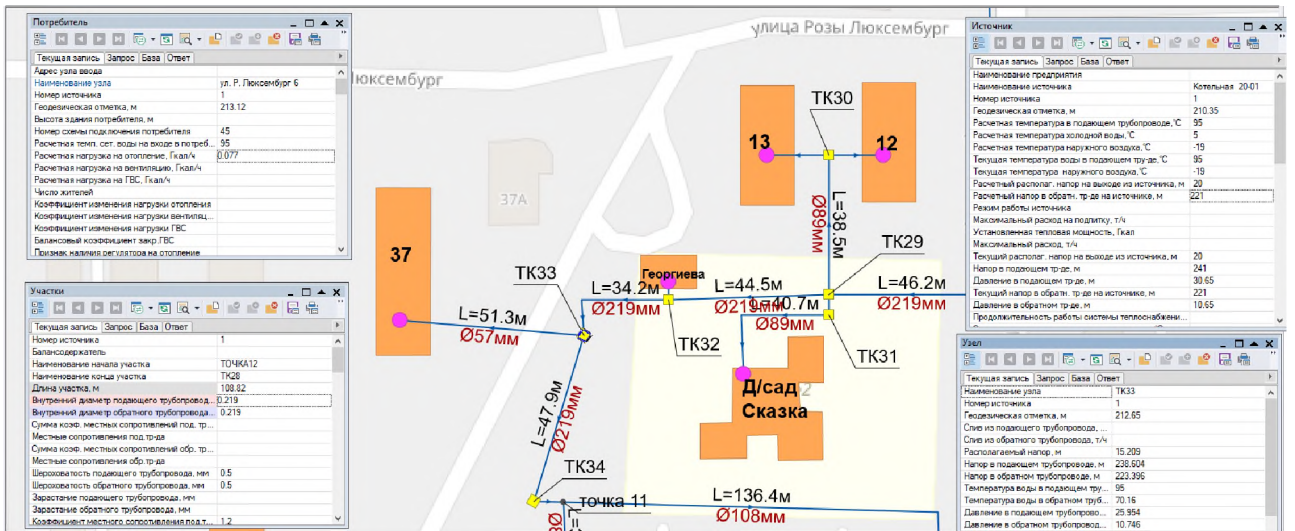 Потребитель
Текущая запись Запрос База Ответ
Адрес узла ввода
Наименование узла ул. Р. Люксембург 6
Номер источника 1
Геодезическая отметка, м 213.12
Высота здания потребителя, м
Номер схемы подключения потребителя 45
Расчетная темп. сет. воды на входе в потреб... 95
Расчетная нагрузка на отопление, Гкал/ч 0.077
Расчетная нагрузка на вентиляцию, Гкал/ч
Расчетная нагрузка на ГВС, Гкал/ч
Число жителей
Коэффициент изменения нагрузки отопления
Коэффициент изменения нагрузки вентиляц...
Коэффициент изменения нагрузки ГВС
Балансовый коэффициент закр.ГВС
Признак наличия регулятора на отопление
Участки
Текущая запись Запрос База Ответ
Номер источника 1
Балансодержатель
Наименование начала участка ТОЧКА12
Наименование конца участка ТК28
Длина участка, м 108.82
Внутренний диаметр подающего трубопровод... 0.219
Внутренний диаметр обратного трубопровода... 0.219
Сумма коэф. местных сопротивлений под. тр...
Местные сопротивления под.тр-да
Сумма коэф. местных сопротивлений обр. тр...
Местные сопротивления обр.тр-да
Шероховатость подающего трубопровода, мм 0.5
Шероховатость обратного трубопровода, мм 0.5
Зарастание подающего трубопровода, мм
Зарастание обратного трубопровода, мм
Коэффициент местного сопротивления под.т... 1.2
улица Розы Люксембург
Люксембург
37А
37
ТК30
13
12
L=38.5м
Ø89мм
ТК29
ТК33
Георгиева
L=34.2м
Ø219мм
L=44.5м
Ø219мм
L=46.2м
Ø219мм
L=40.7м
Ø89мм
L=51.3м
Ø57мм
ТК32
ТК31
Д/сад
Сказка
L=47.9м
Ø219мм
ТК34
точка 11
L=136.4м
Ø108мм
Источник
Текущая запись Запрос База Ответ
Наименование предприятия
Наименование источника Котельная 20-01
Номер источника 1
Геодезическая отметка, м 210.35
Расчетная температура в подающем трубопроводе,°C 95
Расчетная температура холодной воды,°C 5
Расчетная температура наружного воздуха,°C -19
Текущая температура воды в подающем тру-де,°C 95
Текущая температура наружного воздуха,°C -19
Расчетный располаг. напор на выходе из источника, м 20
Расчетный напор в обратн. тр-де на источнике, м 221
Режим работы источника
Максимальный расход на подпитку, т/ч
Установленная тепловая мощность, Гкал
Максимальный расход, т/ч
Текущий располаг. напор на выходе из источника, м 20
Напор в подающем тр-де, м 241
Давление в подающем тр-де, м 30.65
Текущий напор в обратн. тр-де на источнике, м 221
Давление в обратном тр-де, м 10.65
Продолжительность работы системы теплоснабжени...
Узел
Текущая запись Запрос База Ответ
Наименование узла ТК33
Номер источника 1
Геодезическая отметка, м 212.65
Слив из подающего трубопровода, ...
Слив из обратного трубопровода, т/ч
Располагаемый напор, м 15.209
Напор в подающем трубопроводе, м 238.604
Напор в обратном трубопроводе, м 223.396
Температура воды в подающем тру... 95
Температура воды в обратном труб... 70.16
Давление в подающем трубопрово... 25.954
Давление в обратном трубопровод... 10.746